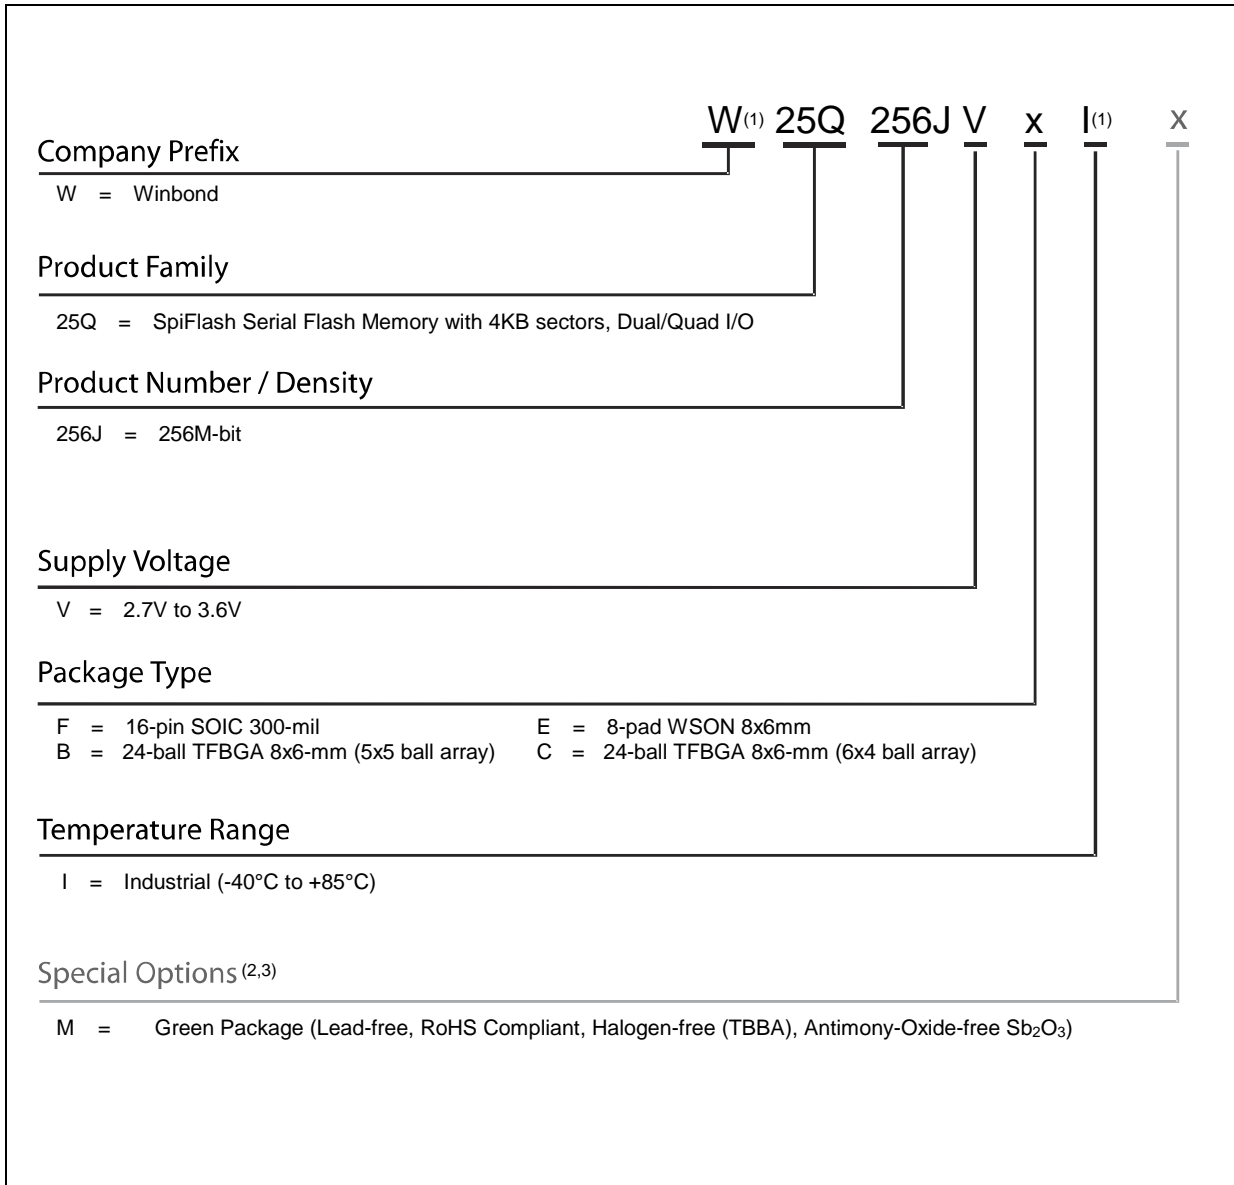 W(1) 25Q 256J V x I(1) x
Company Prefix
W = Winbond
Product Family
25Q = SpiFlash Serial Flash Memory with 4KB sectors, Dual/Quad I/O
Product Number / Density
256J = 256M-bit
Supply Voltage
V = 2.7V to 3.6V
Package Type
F = 16-pin SOIC 300-mil E = 8-pad WSON 8x6mm
B = 24-ball TFBGA 8x6-mm (5x5 ball array) C = 24-ball TFBGA 8x6-mm (6x4 ball array)
Temperature Range
I = Industrial (-40°C to +85°C)
Special Options (2,3)
M = Green Package (Lead-free, RoHS Compliant, Halogen-free (TBBA), Antimony-Oxide-free Sb₂O₃)